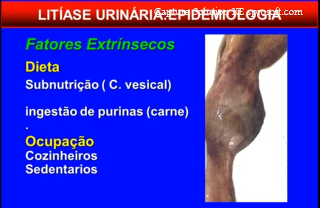 LITÍASE URINÁRIA-EPIDEMIOLOGIA
Fatores Extrínsecos
Dieta
Subnutrição ( C. vesical)
ingestão de purinas (carne)
.
Ocupação
Cozinheiros
Sedentarios